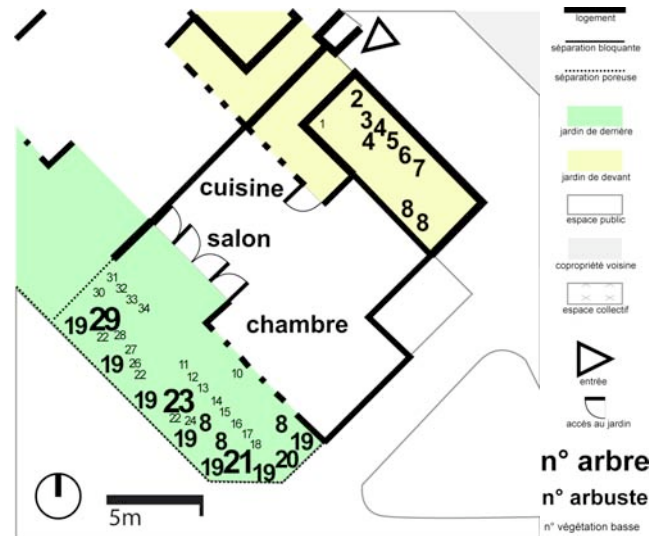 logement
séparation bloquante
séparation poreuse
jardin de derrière
jardin de devant
espace public
copropriété voisine
espace collectif
entrée
accès au jardin
n° arbre
n° arbuste
n° végétation basse
2
3
1
4
4
5
6
7
cuisine
8
8
salon
31
30
32
33
34
chambre
19
29
22
28
27
19
26
22
11
10
12
13
19
23
14
15
22
24
8
16
8
19
8
17
18
19
19
21
19
20
5m